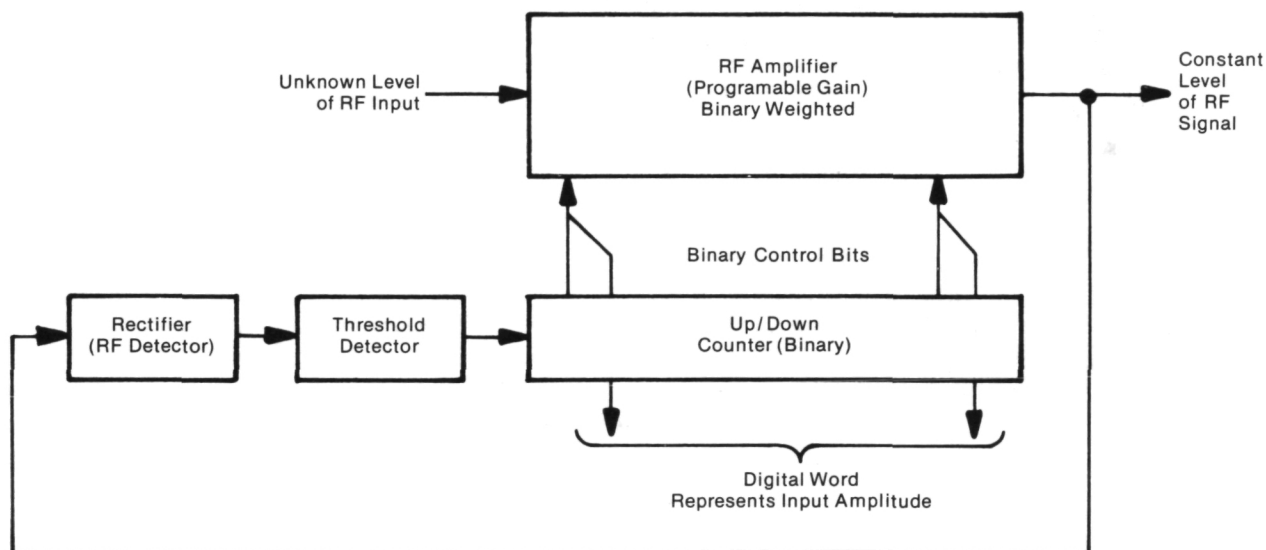 Unknown Level
of RF Input
RF Amplifier
(Programable Gain)
Binary Weighted
Constant
Level
of RF
Signal
Binary Control Bits
Rectifier
(RF Detector)
Threshold
Detector
Up/Down
Counter (Binary)
Digital Word
Represents Input Amplitude